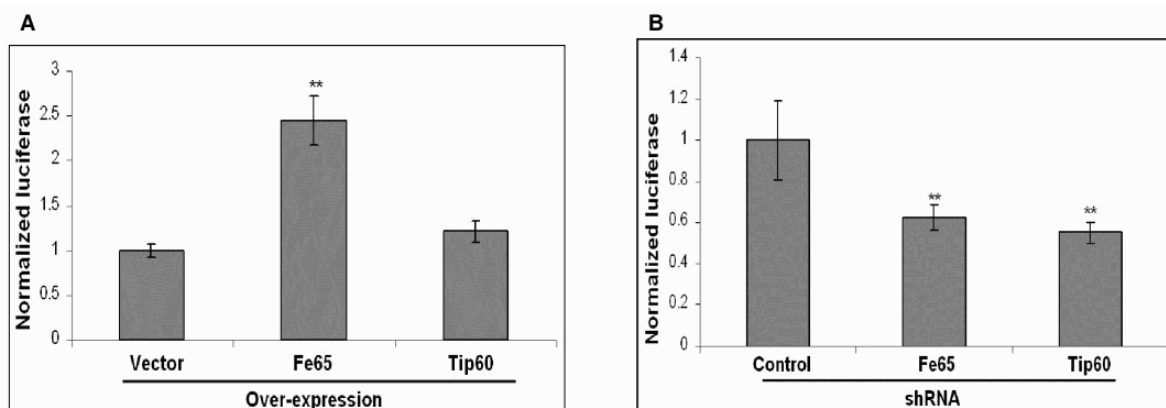 A
Normalized luciferase
3
2.5
2
1.5
1
0.5
0
**
Vector Fe65 Tip60
Over-expression
B
Normalized luciferase
1.4
1.2
1
0.8
0.6
0.4
0.2
0
**
**
Control Fe65 Tip60
shRNA